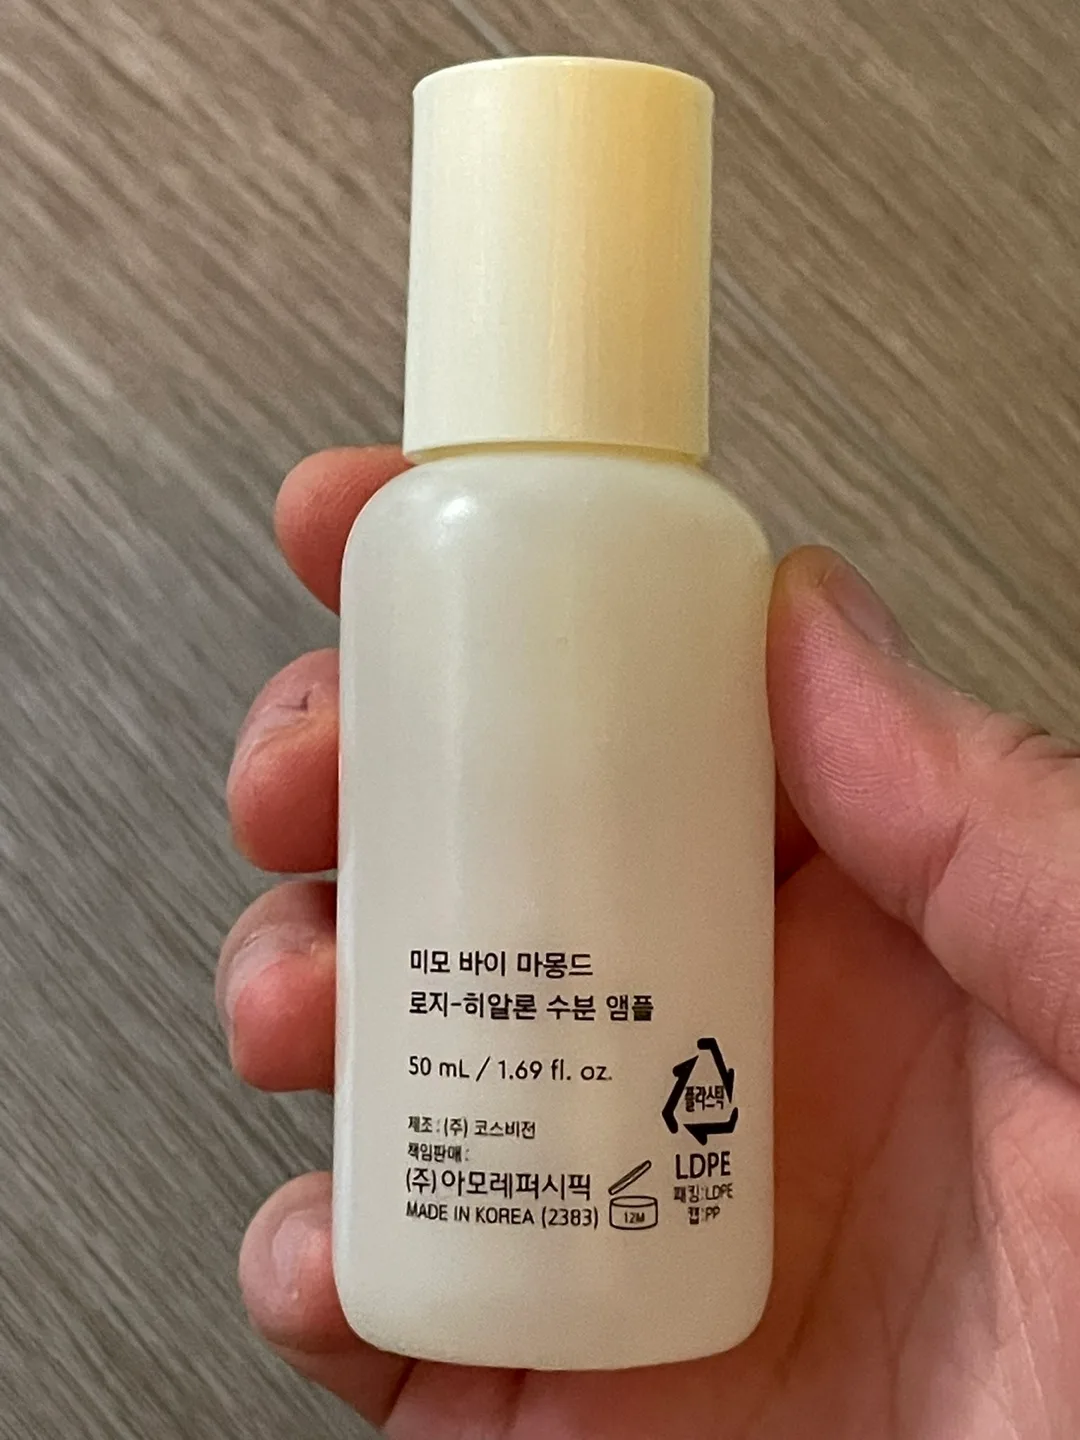 미모 바이 마몽드
로지-히알론 수분 앰플
50 mL / 1.69 fl. oz.
제조 : (주) 코스비전
책임판매 :
(주)아모레퍼시픽
MADE IN KOREA (2383)
12M
플라스틱
LDPE
패킹:LDPE
캡:PP